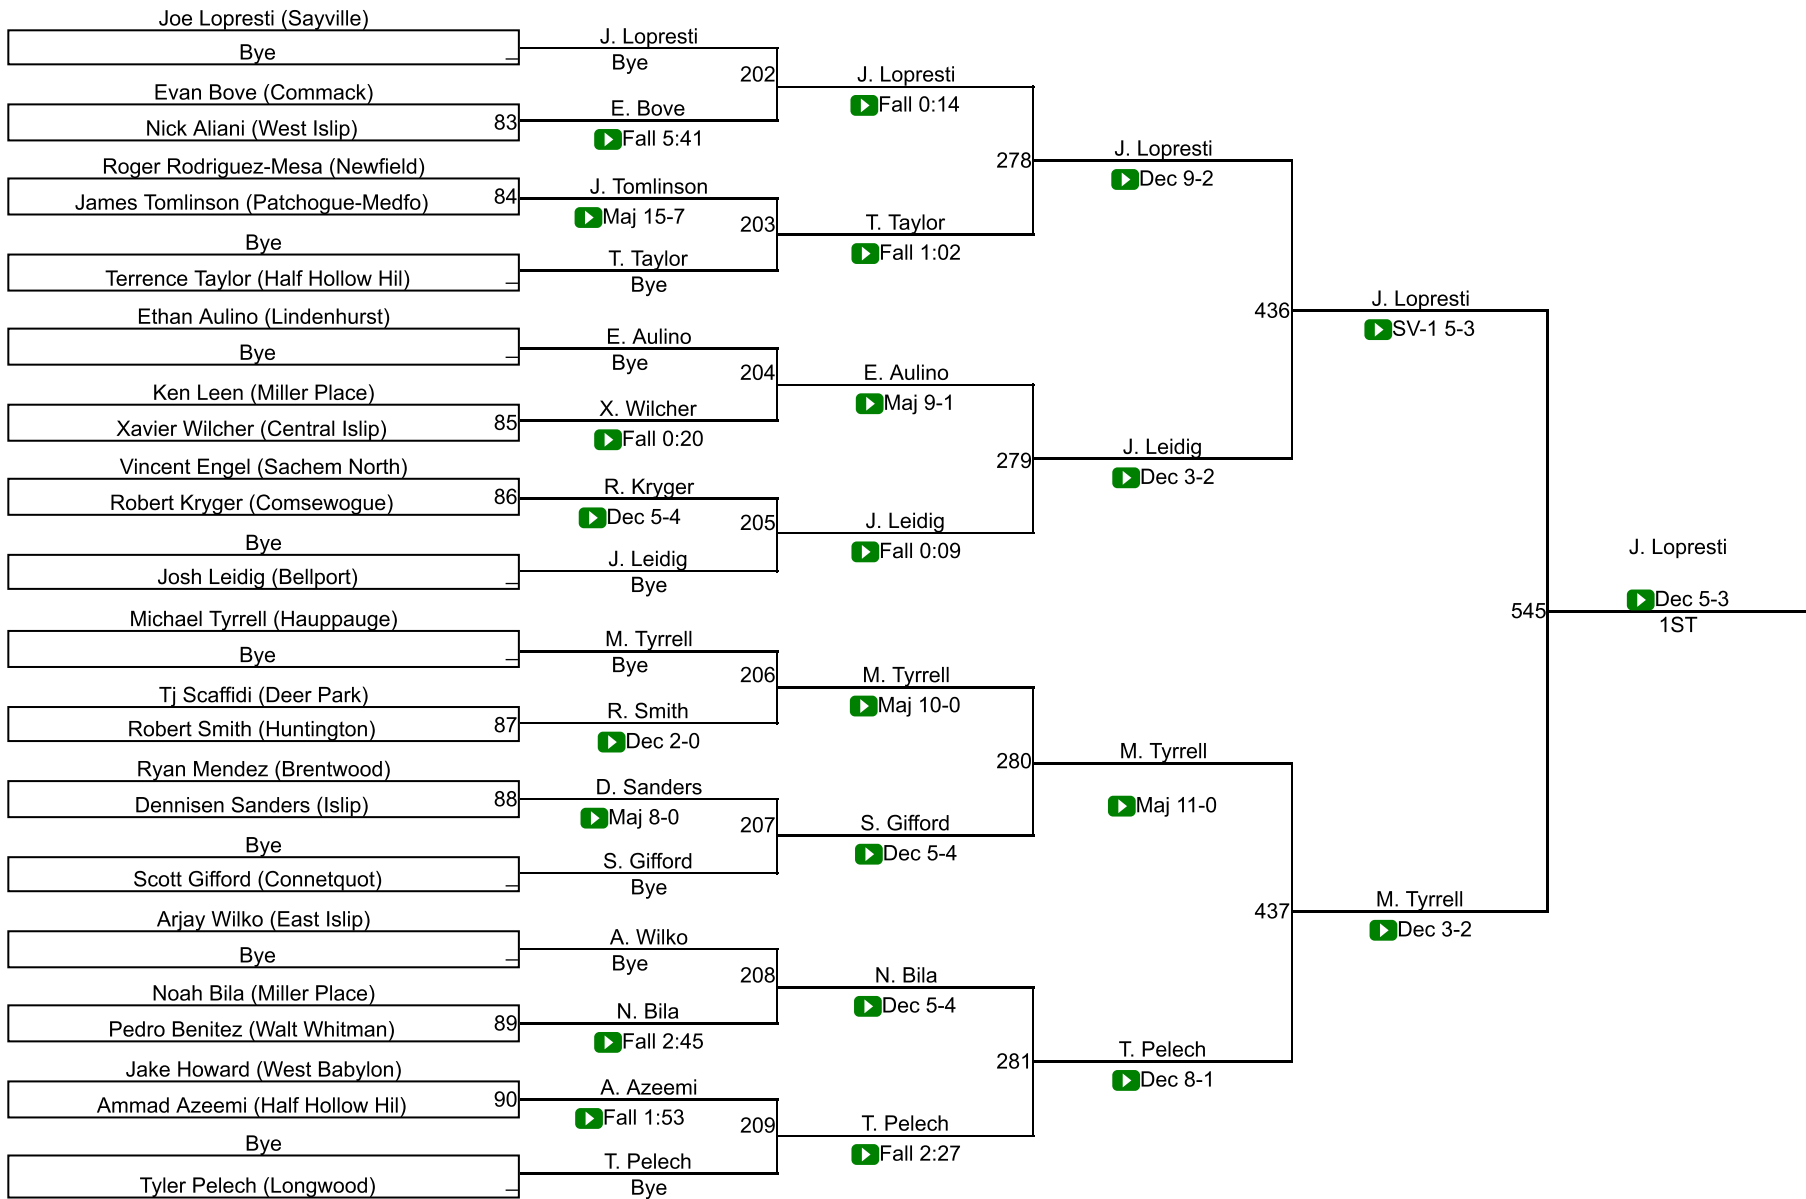 Joe Lopresti (Sayville)
Bye
Evan Bove (Commack)
Nick Aliani (West Islip)
83
Roger Rodriguez-Mesa (Newfield)
James Tomlinson (Patchogue-Medfo)
84
Bye
Terrence Taylor (Half Hollow Hil)
Ethan Aulino (Lindenhurst)
Bye
Ken Leen (Miller Place)
Xavier Wilcher (Central Islip)
85
Vincent Engel (Sachem North)
Robert Kryger (Comsewogue)
86
Bye
Josh Leidig (Bellport)
Michael Tyrrell (Hauppauge)
Bye
Tj Scaffidi (Deer Park)
Robert Smith (Huntington)
87
Ryan Mendez (Brentwood)
Dennisen Sanders (Islip)
88
Bye
Scott Gifford (Connetquot)
Arjay Wilko (East Islip)
Bye
Noah Bila (Miller Place)
Pedro Benitez (Walt Whitman)
89
Jake Howard (West Babylon)
Ammad Azeemi (Half Hollow Hil)
90
Bye
Tyler Pelech (Longwood)
J. Lopresti
Bye
202
E. Bove
Fall 5:41
J. Tomlinson
Maj 15-7
203
T. Taylor
Bye
E. Aulino
Bye
204
X. Wilcher
Fall 0:20
R. Kryger
Dec 5-4
205
J. Leidig
Bye
M. Tyrrell
Bye
206
R. Smith
Dec 2-0
D. Sanders
Maj 8-0
207
S. Gifford
Bye
A. Wilko
Bye
208
N. Bila
Fall 2:45
A. Azeemi
Fall 1:53
209
T. Pelech
Bye
J. Lopresti
Fall 0:14
278
T. Taylor
Fall 1:02
E. Aulino
Maj 9-1
279
J. Leidig
Fall 0:09
M. Tyrrell
Maj 10-0
280
S. Gifford
Dec 5-4
N. Bila
Dec 5-4
281
T. Pelech
Fall 2:27
J. Lopresti
Dec 9-2
436
J. Leidig
Dec 3-2
M. Tyrrell
Maj 11-0
437
T. Pelech
Dec 8-1
J. Lopresti
SV-1 5-3
545
M. Tyrrell
Dec 3-2
J. Lopresti
Dec 5-3
1ST